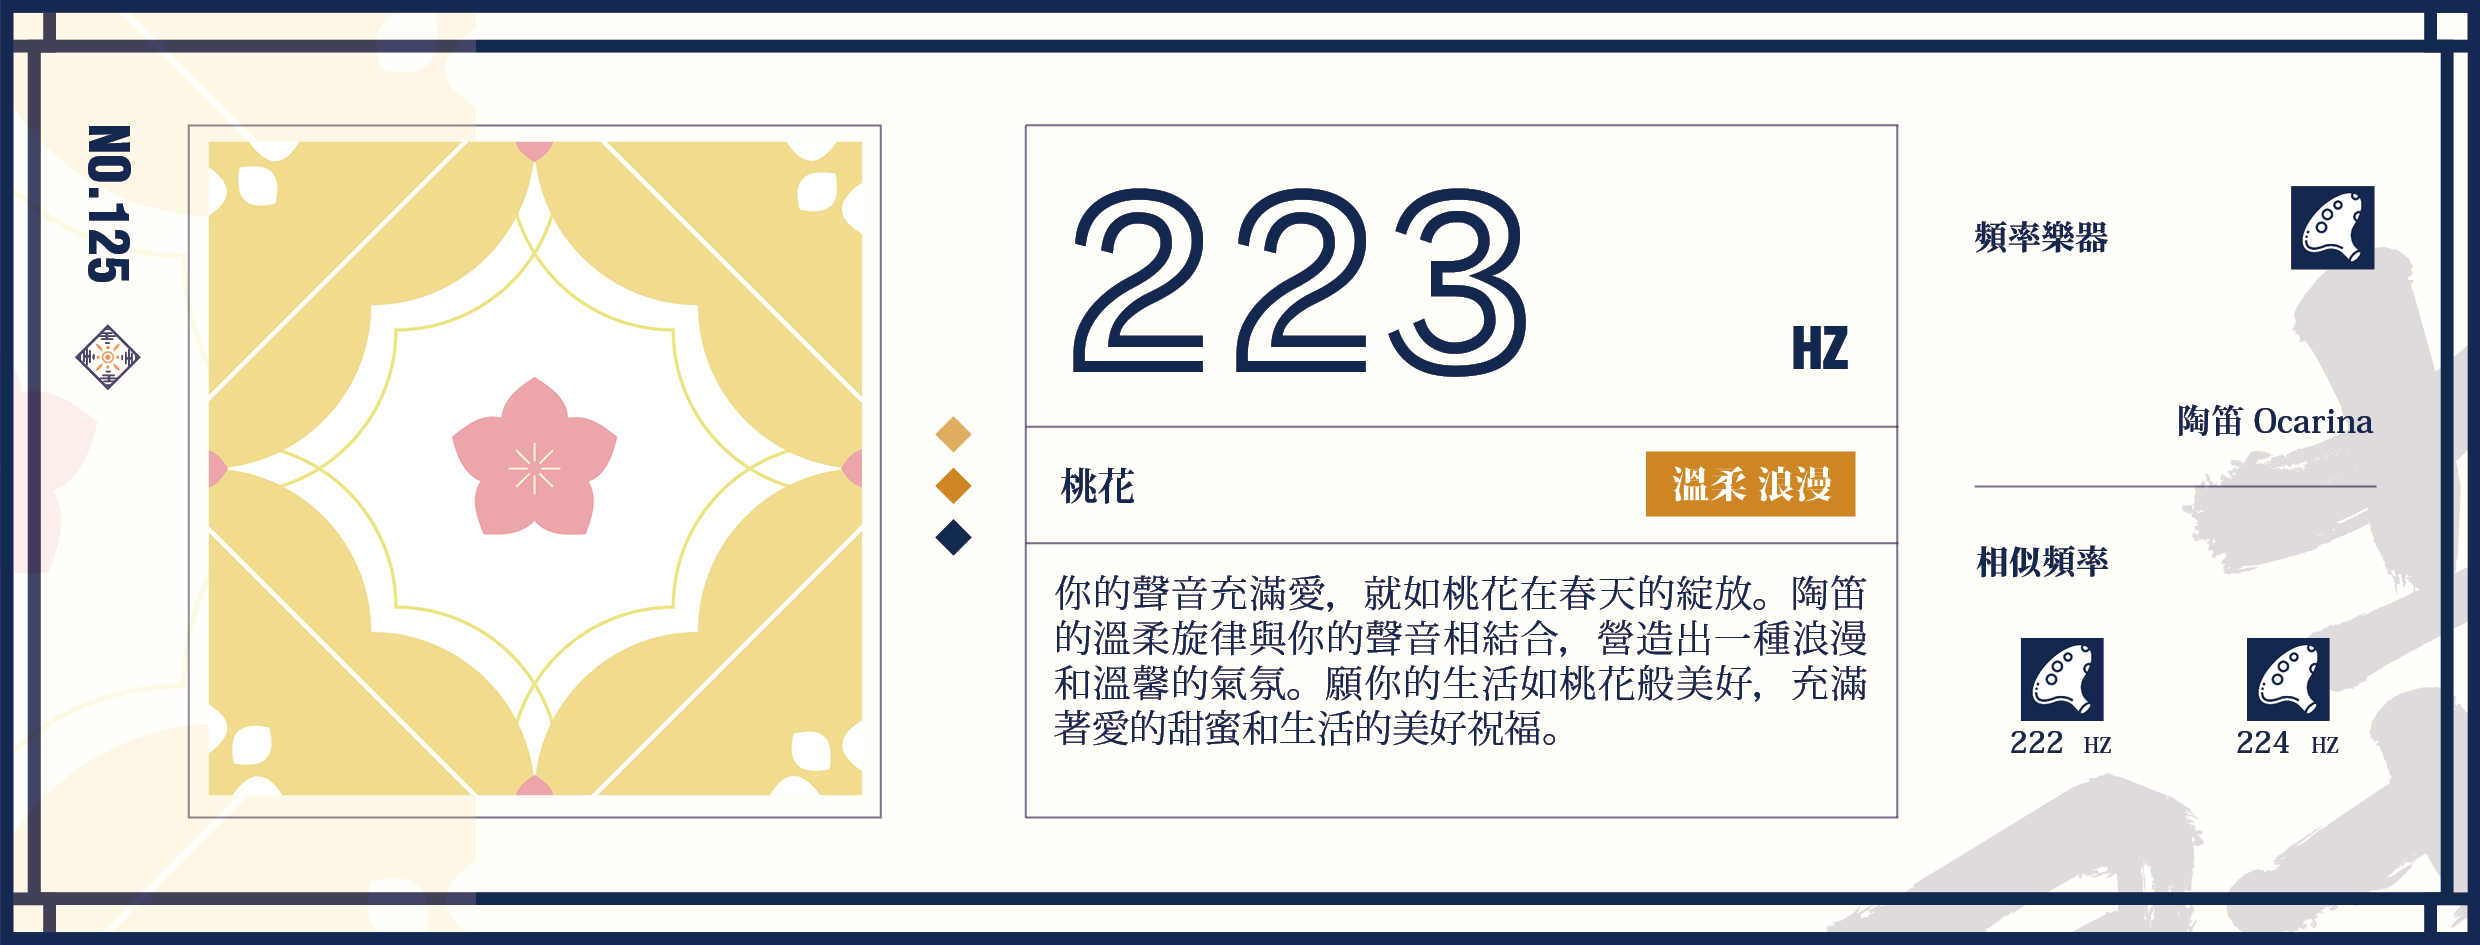 NO.125
223
HZ
桃花
溫柔 浪漫
你的聲音充滿愛，就如桃花在春天的綻放。陶笛
的溫柔旋律與你的聲音相結合，營造出一種浪漫
和溫馨的氣氛。願你的生活如桃花般美好，充滿
著愛的甜蜜和生活的美好祝福。
頻率樂器
陶笛 Ocarina
相似頻率
222 HZ
224 HZ